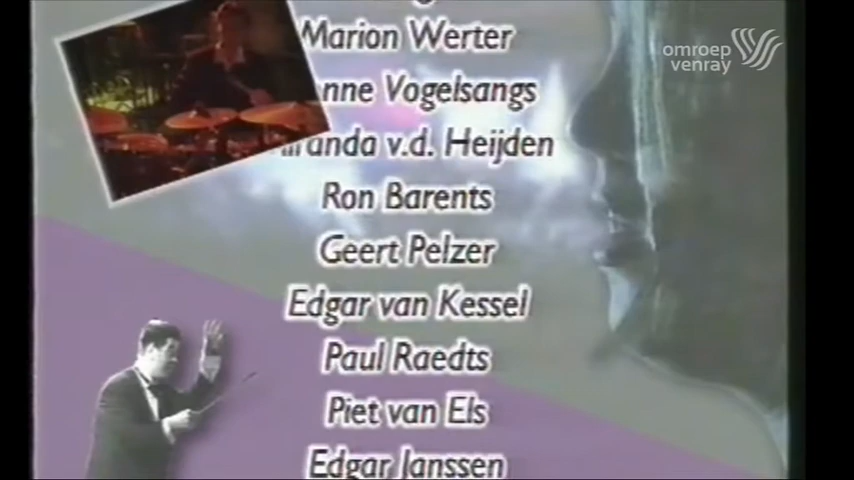 Marion Werter
Vogelsangs
v.d. Heijden
Ron Barents
Geert Pelzer
Edgar van Kessel
Paul Raedts
Piet van Els
Edgar Janssen
omroep
venray